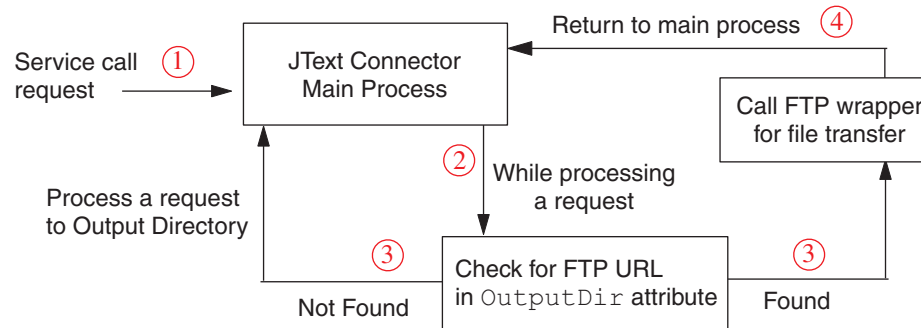 Service call
request
①
JText Connector
Main Process
Return to main process
④
Call FTP wrapper
for file transfer
②
While processing
a request
Process a request
to Output Directory
③
Not Found
Check for FTP URL
in OutputDir attribute
③
Found